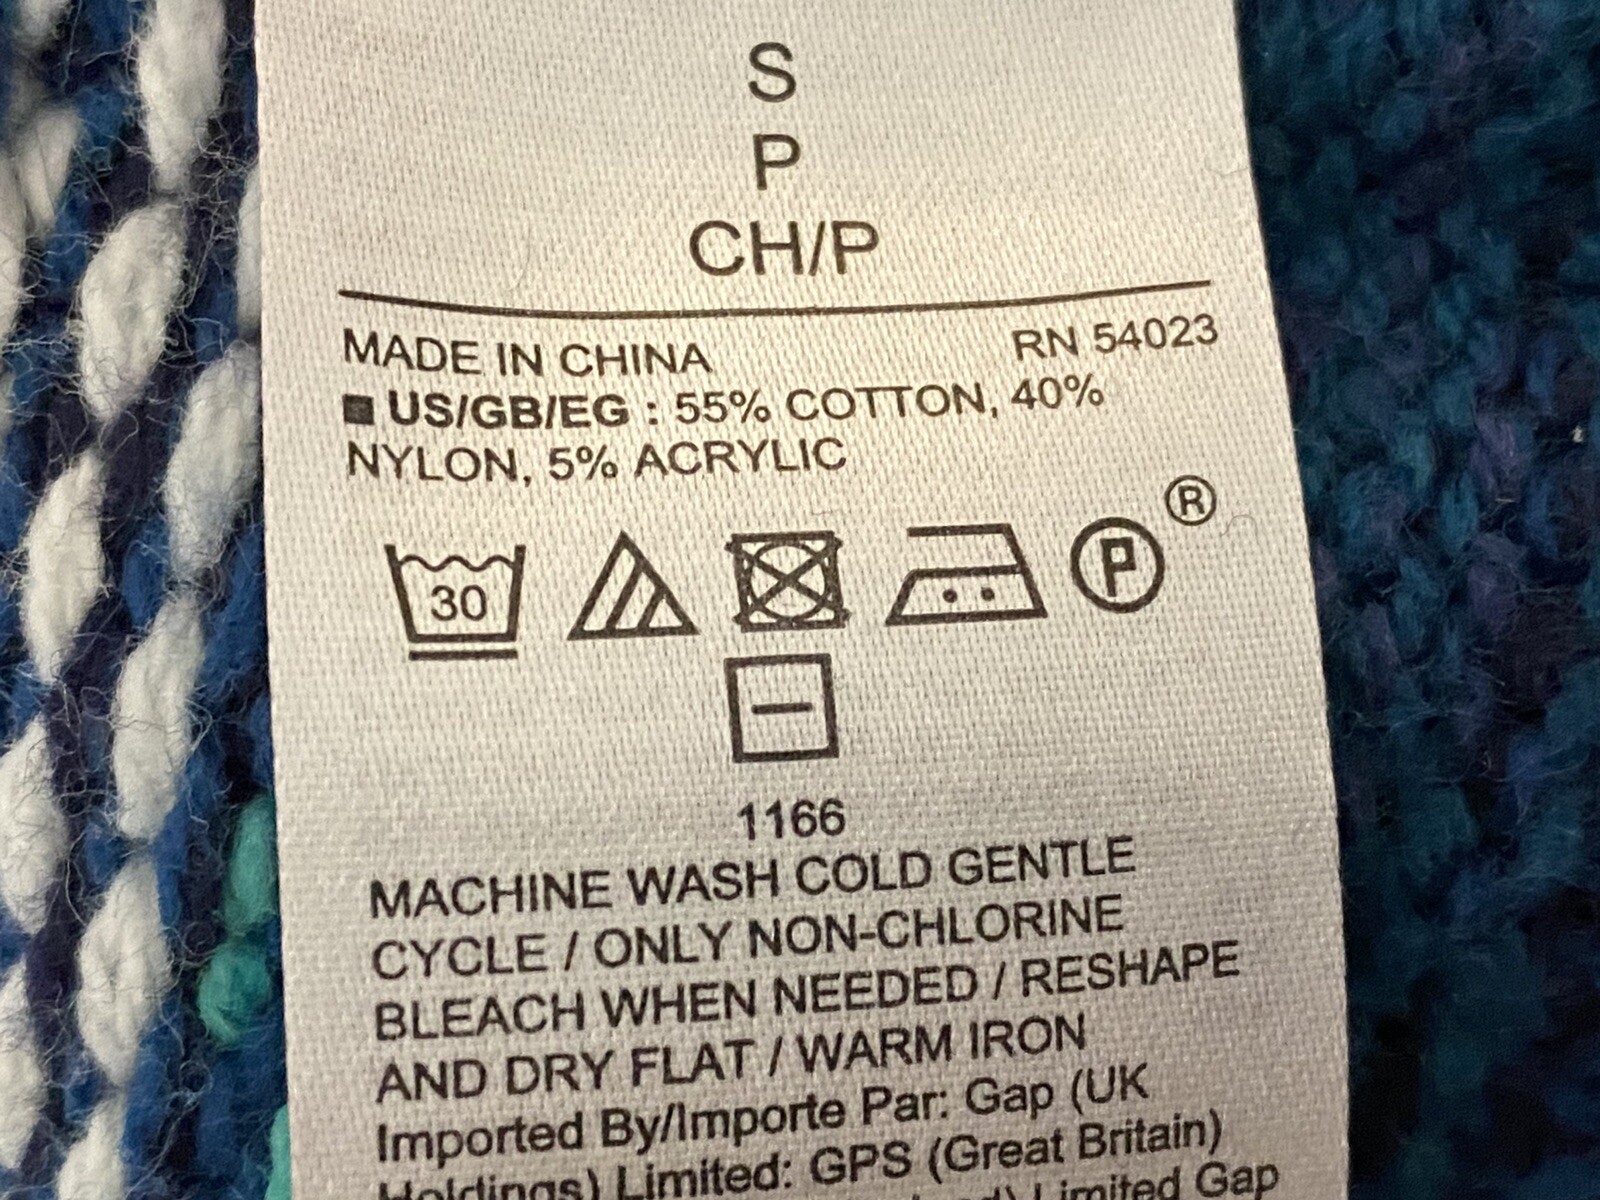 S
P
CH/P
MADE IN CHINA RN 54023
■ US/GB/EG : 55% COTTON, 40%
NYLON, 5% ACRYLIC
30 P ®
1166
MACHINE WASH COLD GENTLE
CYCLE / ONLY NON-CHLORINE
BLEACH WHEN NEEDED / RESHAPE
AND DRY FLAT / WARM IRON
Imported By/Importe Par: Gap (UK
Holdings) Limited: GPS (Great Britain)
Limited Gap